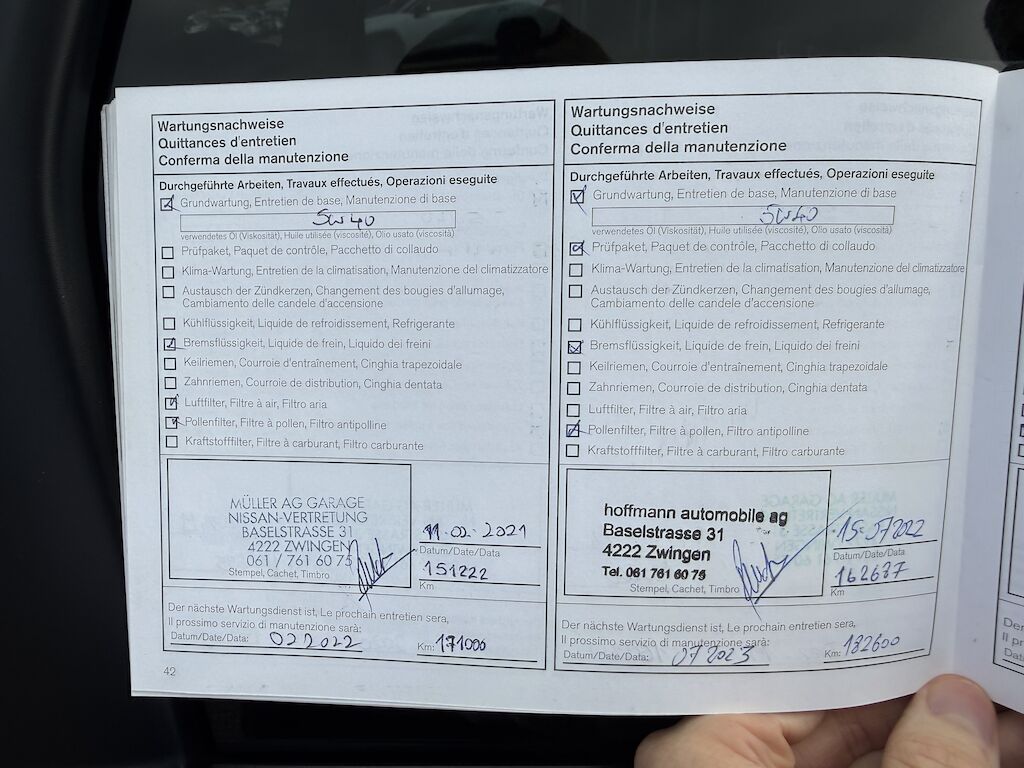 Wartungsnachweise
Quittances d'entretien
Conferma della manutenzione
Durchgeführte Arbeiten, Travaux effectués, Operazioni eseguite
Grundwartung, Entretien de base, Manutenzione di base
5W40
verwendetes Öl (Viskosität), Huile utilisée (viscosité), Olio usato (viscosità)
Prüfpaket, Paquet de contrôle, Pacchetto di collaudo
Klima-Wartung, Entretien de la climatisation, Manutenzione del climatizzatore
Austausch der Zündkerzen, Changement des bougies d'allumage,
Cambiamento delle candele d'accensione
Kühlflüssigkeit, Liquide de refroidissement, Refrigerante
Bremsflüssigkeit, Liquide de frein, Liquido dei freini
Keilriemen, Courroie d'entraînement, Cinghia trapezoidale
Zahnriemen, Courroie de distribution, Cinghia dentata
Luftfilter, Filtre à air, Filtro aria
Pollenfilter, Filtre à pollen, Filtro antipolline
Kraftstofffilter, Filtre à carburant, Filtro carburante
MÜLLER AG GARAGE
NISSAN-VERTRETUNG
BASELSTRASSE 31
4222 ZWINGEN
061 / 761 60 75
Stempel, Cachet, Timbro
11.02.2021
Datum/Date/Data
151222
Km
Der nächste Wartungsdienst ist, Le prochain entretien sera,
Il prossimo servizio di manutenzione sarà:
Datum/Date/Data: 02 2022 Km: 171000
42
Wartungsnachweise
Quittances d'entretien
Conferma della manutenzione
Durchgeführte Arbeiten, Travaux effectués, Operazioni eseguite
Grundwartung, Entretien de base, Manutenzione di base
5W40
verwendetes Öl (Viskosität), Huile utilisée (viscosité), Olio usato (viscosità)
Prüfpaket, Paquet de contrôle, Pacchetto di collaudo
Klima-Wartung, Entretien de la climatisation, Manutenzione del climatizzatore
Austausch der Zündkerzen, Changement des bougies d'allumage,
Cambiamento delle candele d'accensione
Kühlflüssigkeit, Liquide de refroidissement, Refrigerante
Bremsflüssigkeit, Liquide de frein, Liquido dei freini
Keilriemen, Courroie d'entraînement, Cinghia trapezoidale
Zahnriemen, Courroie de distribution, Cinghia dentata
Luftfilter, Filtre à air, Filtro aria
Pollenfilter, Filtre à pollen, Filtro antipolline
Kraftstofffilter, Filtre à carburant, Filtro carburante
hoffmann automobile ag
Baselstrasse 31
4222 Zwingen
Tel. 061 761 60 75
Stempel, Cachet, Timbro
15.07.2022
Datum/Date/Data
162637
Km
Der nächste Wartungsdienst ist, Le prochain entretien sera,
Il prossimo servizio di manutenzione sarà:
Datum/Date/Data: 07 2023 Km: 182600